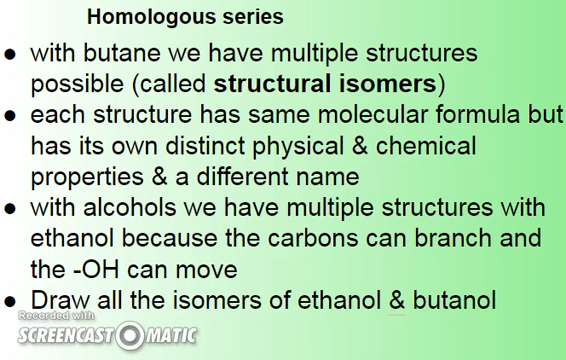 Homologous series
● with butane we have multiple structures
possible (called structural isomers)
● each structure has same molecular formula but
has its own distinct physical & chemical
properties & a different name
● with alcohols we have multiple structures with
ethanol because the carbons can branch and
the -OH can move
● Draw all the isomers of ethanol & butanol
Recorded with
SCREENCAST-O-MATIC